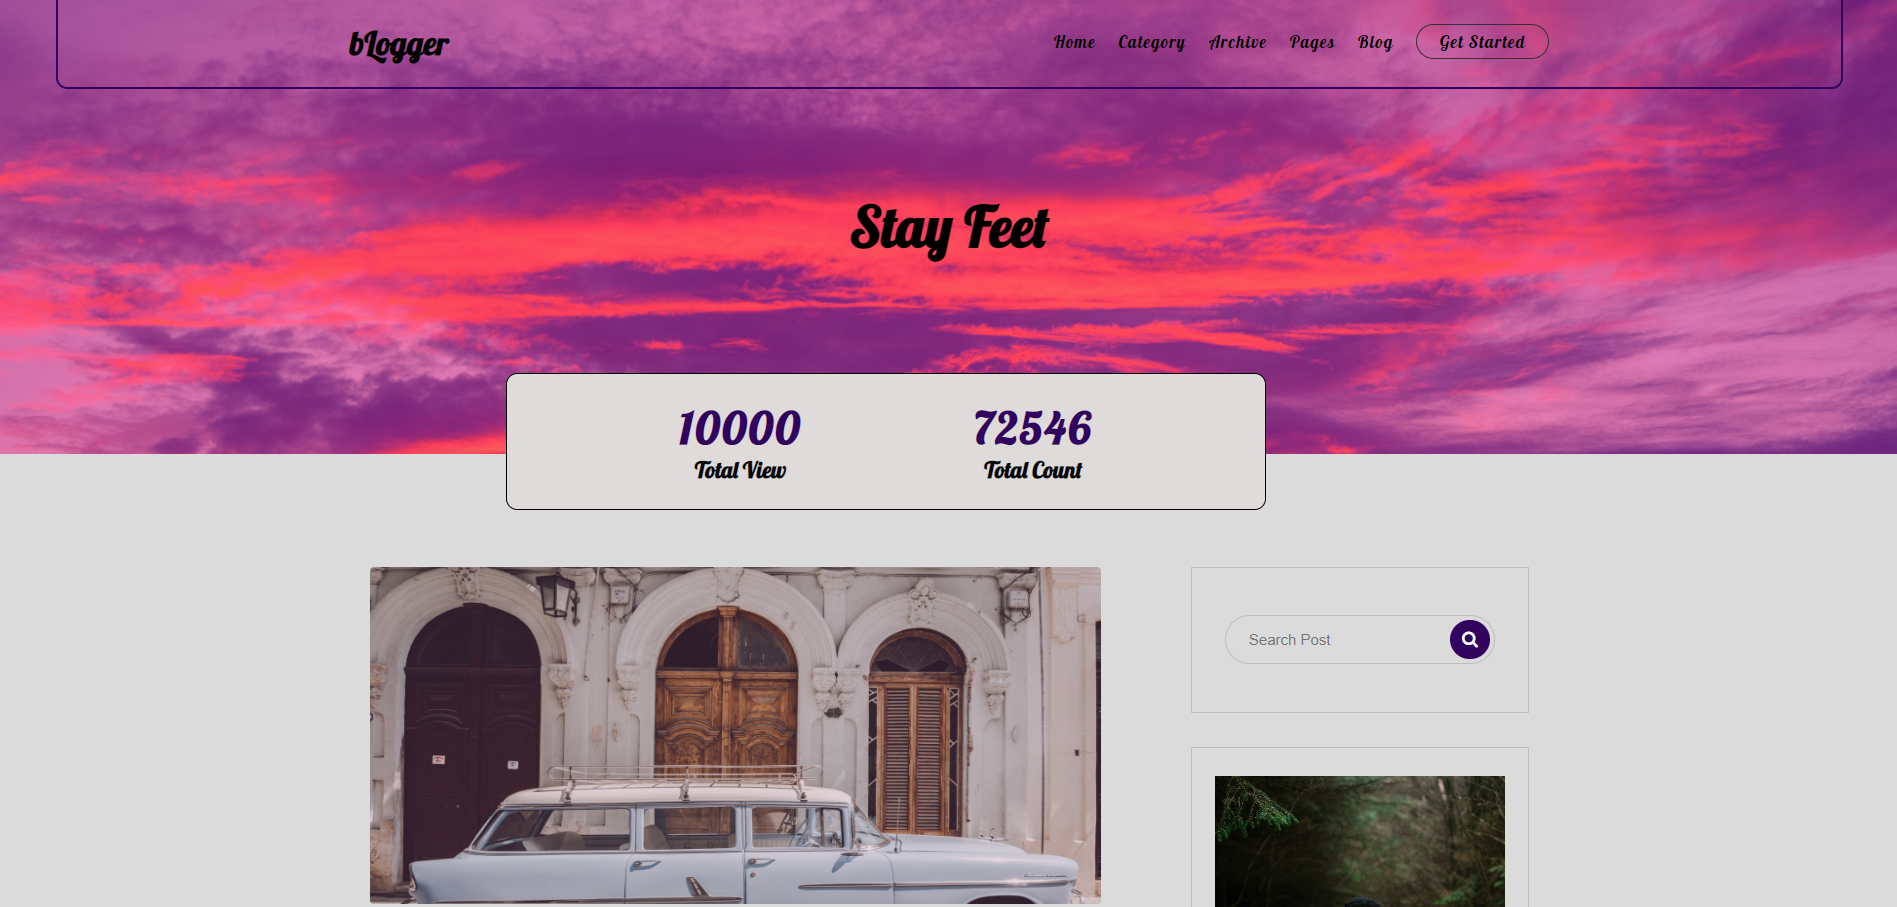 bLogger
Home Category Archive Pages Blog Get Started
Stay Feet
10000 72546
Total View Total Count
Search Post